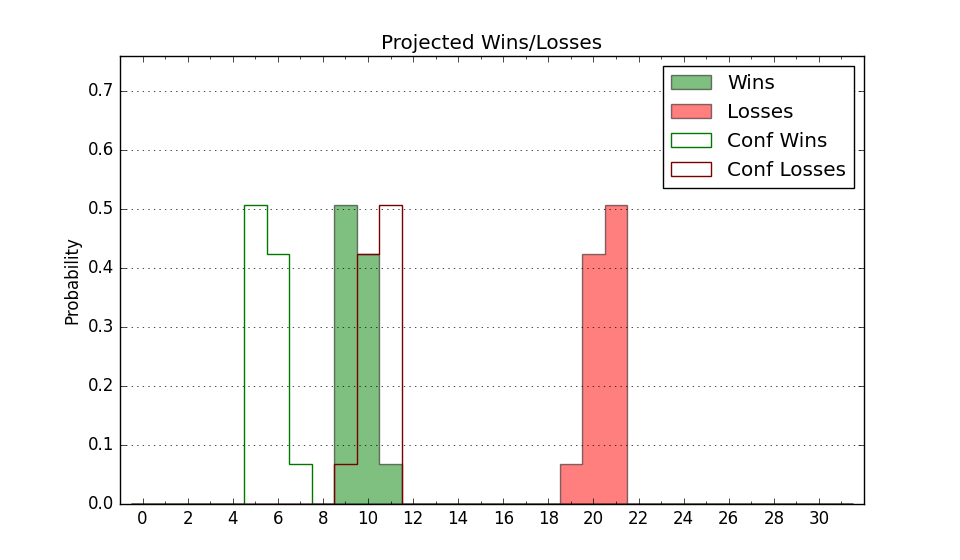 Projected Wins/Losses
Wins
Losses
Conf Wins
Conf Losses
Probability
0.7
0.6
0.5
0.4
0.3
0.2
0.1
0.0
0 2 4 6 8 10 12 14 16 18 20 22 24 26 28 30